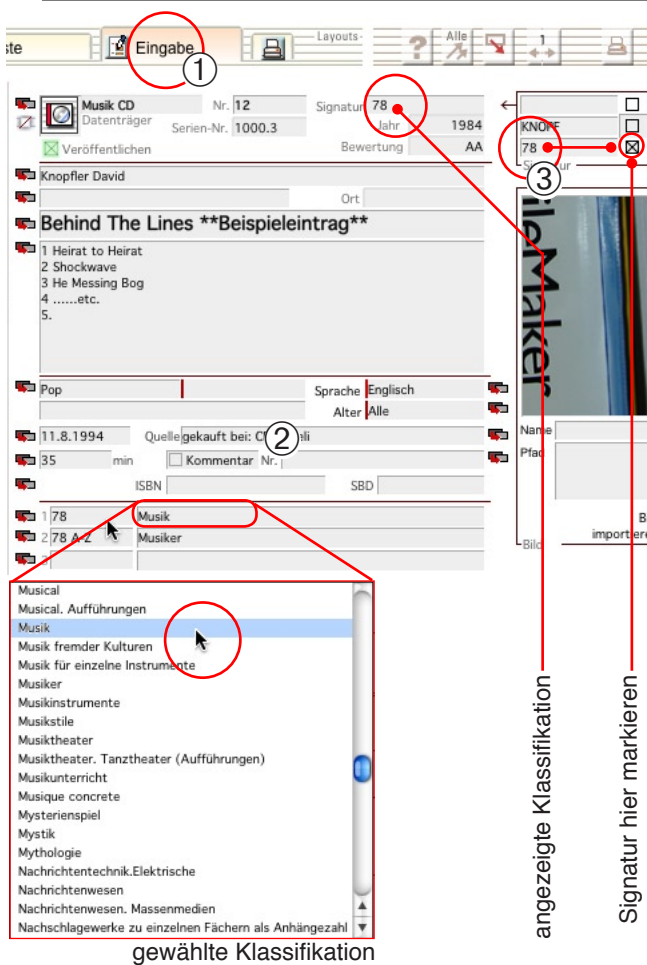 ste
Eingabe
Layouts
?
Alle
1
1
Musik CD
Nr. 12
Signatur 78
Datenträger
Serien-Nr. 1000.3
Jahr 1984
KNOPF
Veröffentlichen
Bewertung AA
78
3
Knopfler David
Ort
Behind The Lines **Beispieleintrag**
1 Heirat to Heirat
2 Shockwave
3 He Messing Bog
4 ......etc.
5.
FileMaker
Pop
Sprache Englisch
Alter Alle
11.8.1994
Quelle gekauft bei:
2
Name
35 min
Kommentar Nr.
Pfad
ISBN
SBD
1 78 Musik
2 78 A-Z Musiker
3
Bild
Musical
Musical. Aufführungen
Musik
Musik fremder Kulturen
Musik für einzelne Instrumente
Musiker
Musikinstrumente
Musikstile
Musiktheater
Musiktheater. Tanztheater (Aufführungen)
Musikunterricht
Musique concrete
Mysterienspiel
Mystik
Mythologie
Nachrichtentechnik.Elektrische
Nachrichtenwesen
Nachrichtenwesen. Massenmedien
Nachschlagewerke zu einzelnen Fächern als Anhängezahl
gewählte Klassifikation
angezeigte Klassifikation
Signatur hier markieren